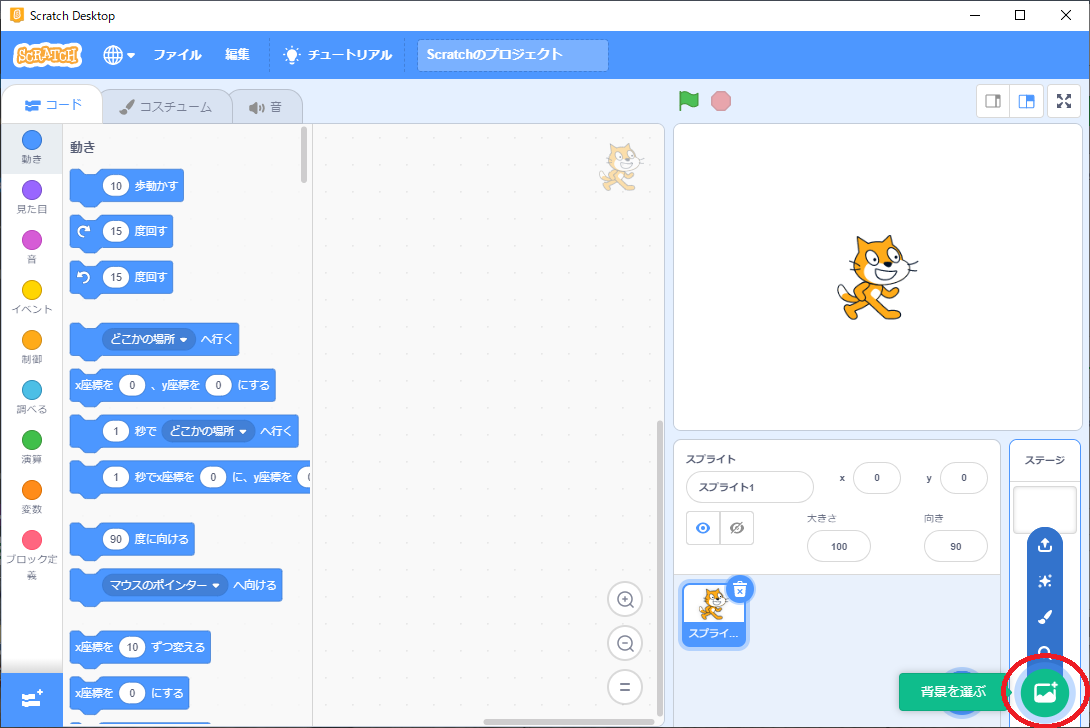 Scratch Desktop
SCRATCH
ファイル
編集
チュートリアル
Scratchのプロジェクト
コード
コスチューム
音
動き
見た目
音
イベント
制御
調べる
演算
変数
ブロック定
義
動き
10 歩動かす
15 度回す
15 度回す
どこかの場所 へ行く
x座標を 0 、y座標を 0 にする
1 秒で どこかの場所 へ行く
1 秒でx座標を 0 に、y座標を
90 度に向ける
マウスのポインター へ向ける
x座標を 10 ずつ変える
x座標を 0 にする
スプライト
スプライト1
x 0
y 0
大きさ
100
向き
90
スプライ...
ステージ
背景を選ぶ